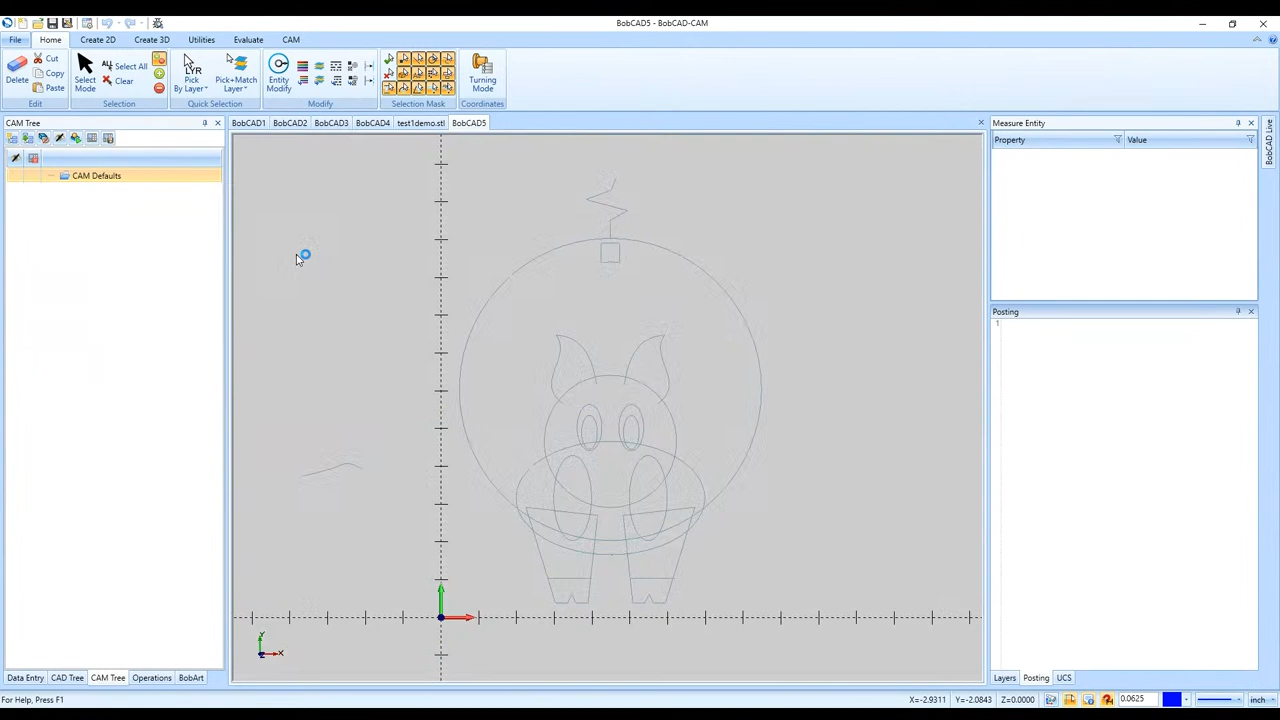 BobCAD5 - BobCAD-CAM
File Home Create 2D Create 3D Utilities Evaluate CAM
Delete Cut Copy Paste Edit
Select Mode Select All Clear Selection
LYR Pick By Layer Pick+Match Layer Quick Selection
Entity Modify Modify
Selection Mask
Turning Mode Coordinates
CAM Tree
BobCAD1 BobCAD2 BobCAD3 BobCAD4 test1demo.stl BobCAD5
Measure Entity
BobCAD Live
Property Value
CAM Defaults
Posting
1
Y
Z X
Data Entry CAD Tree CAM Tree Operations BobArt
Layers Posting UCS
For Help, Press F1
X=-2.9311 Y=-2.0843 Z=0.0000 0.0625 inch